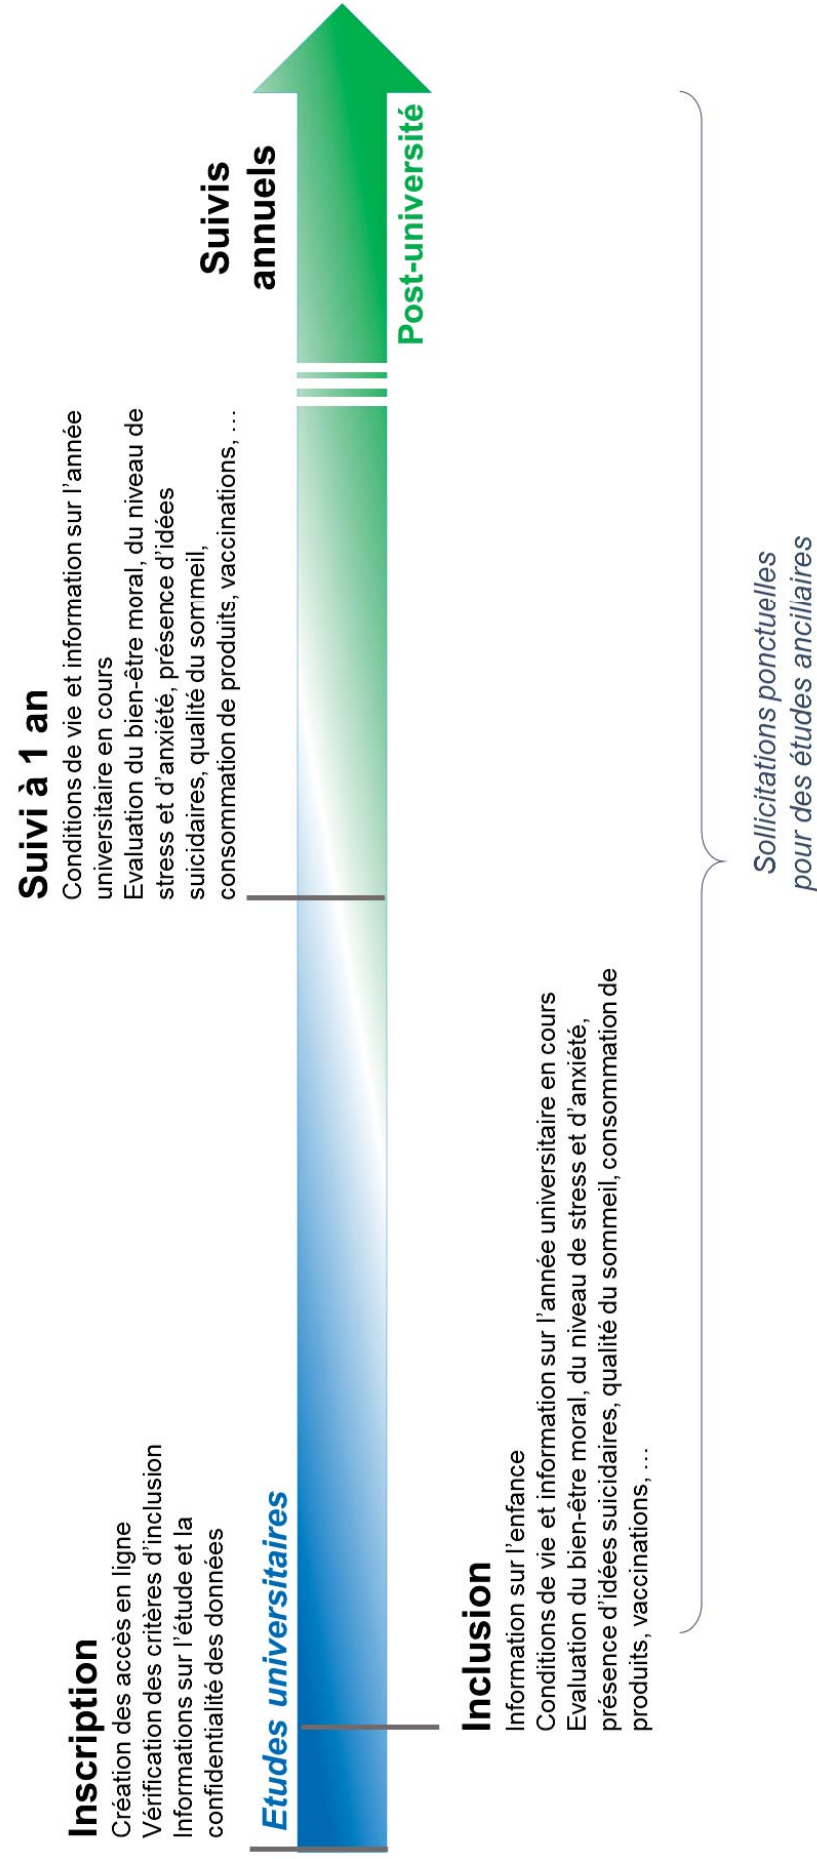 Inscription
Création des accès en ligne
Vérification des critères d'inclusion
Informations sur l'étude et la
confidentialité des données
Suivi à 1 an
Conditions de vie et information sur l'année
universitaire en cours
Evaluation du bien-être moral, du niveau de
stress et d'anxiété, présence d'idées
suicidaires, qualité du sommeil,
consommation de produits, vaccinations, …
Suivis
annuels
Etudes universitaires
Post-université
Inclusion
Information sur l'enfance
Conditions de vie et information sur l'année universitaire en cours
Evaluation du bien-être moral, du niveau de stress et d'anxiété,
présence d'idées suicidaires, qualité du sommeil, consommation de
produits, vaccinations, …
Sollicitations ponctuelles
pour des études ancillaires